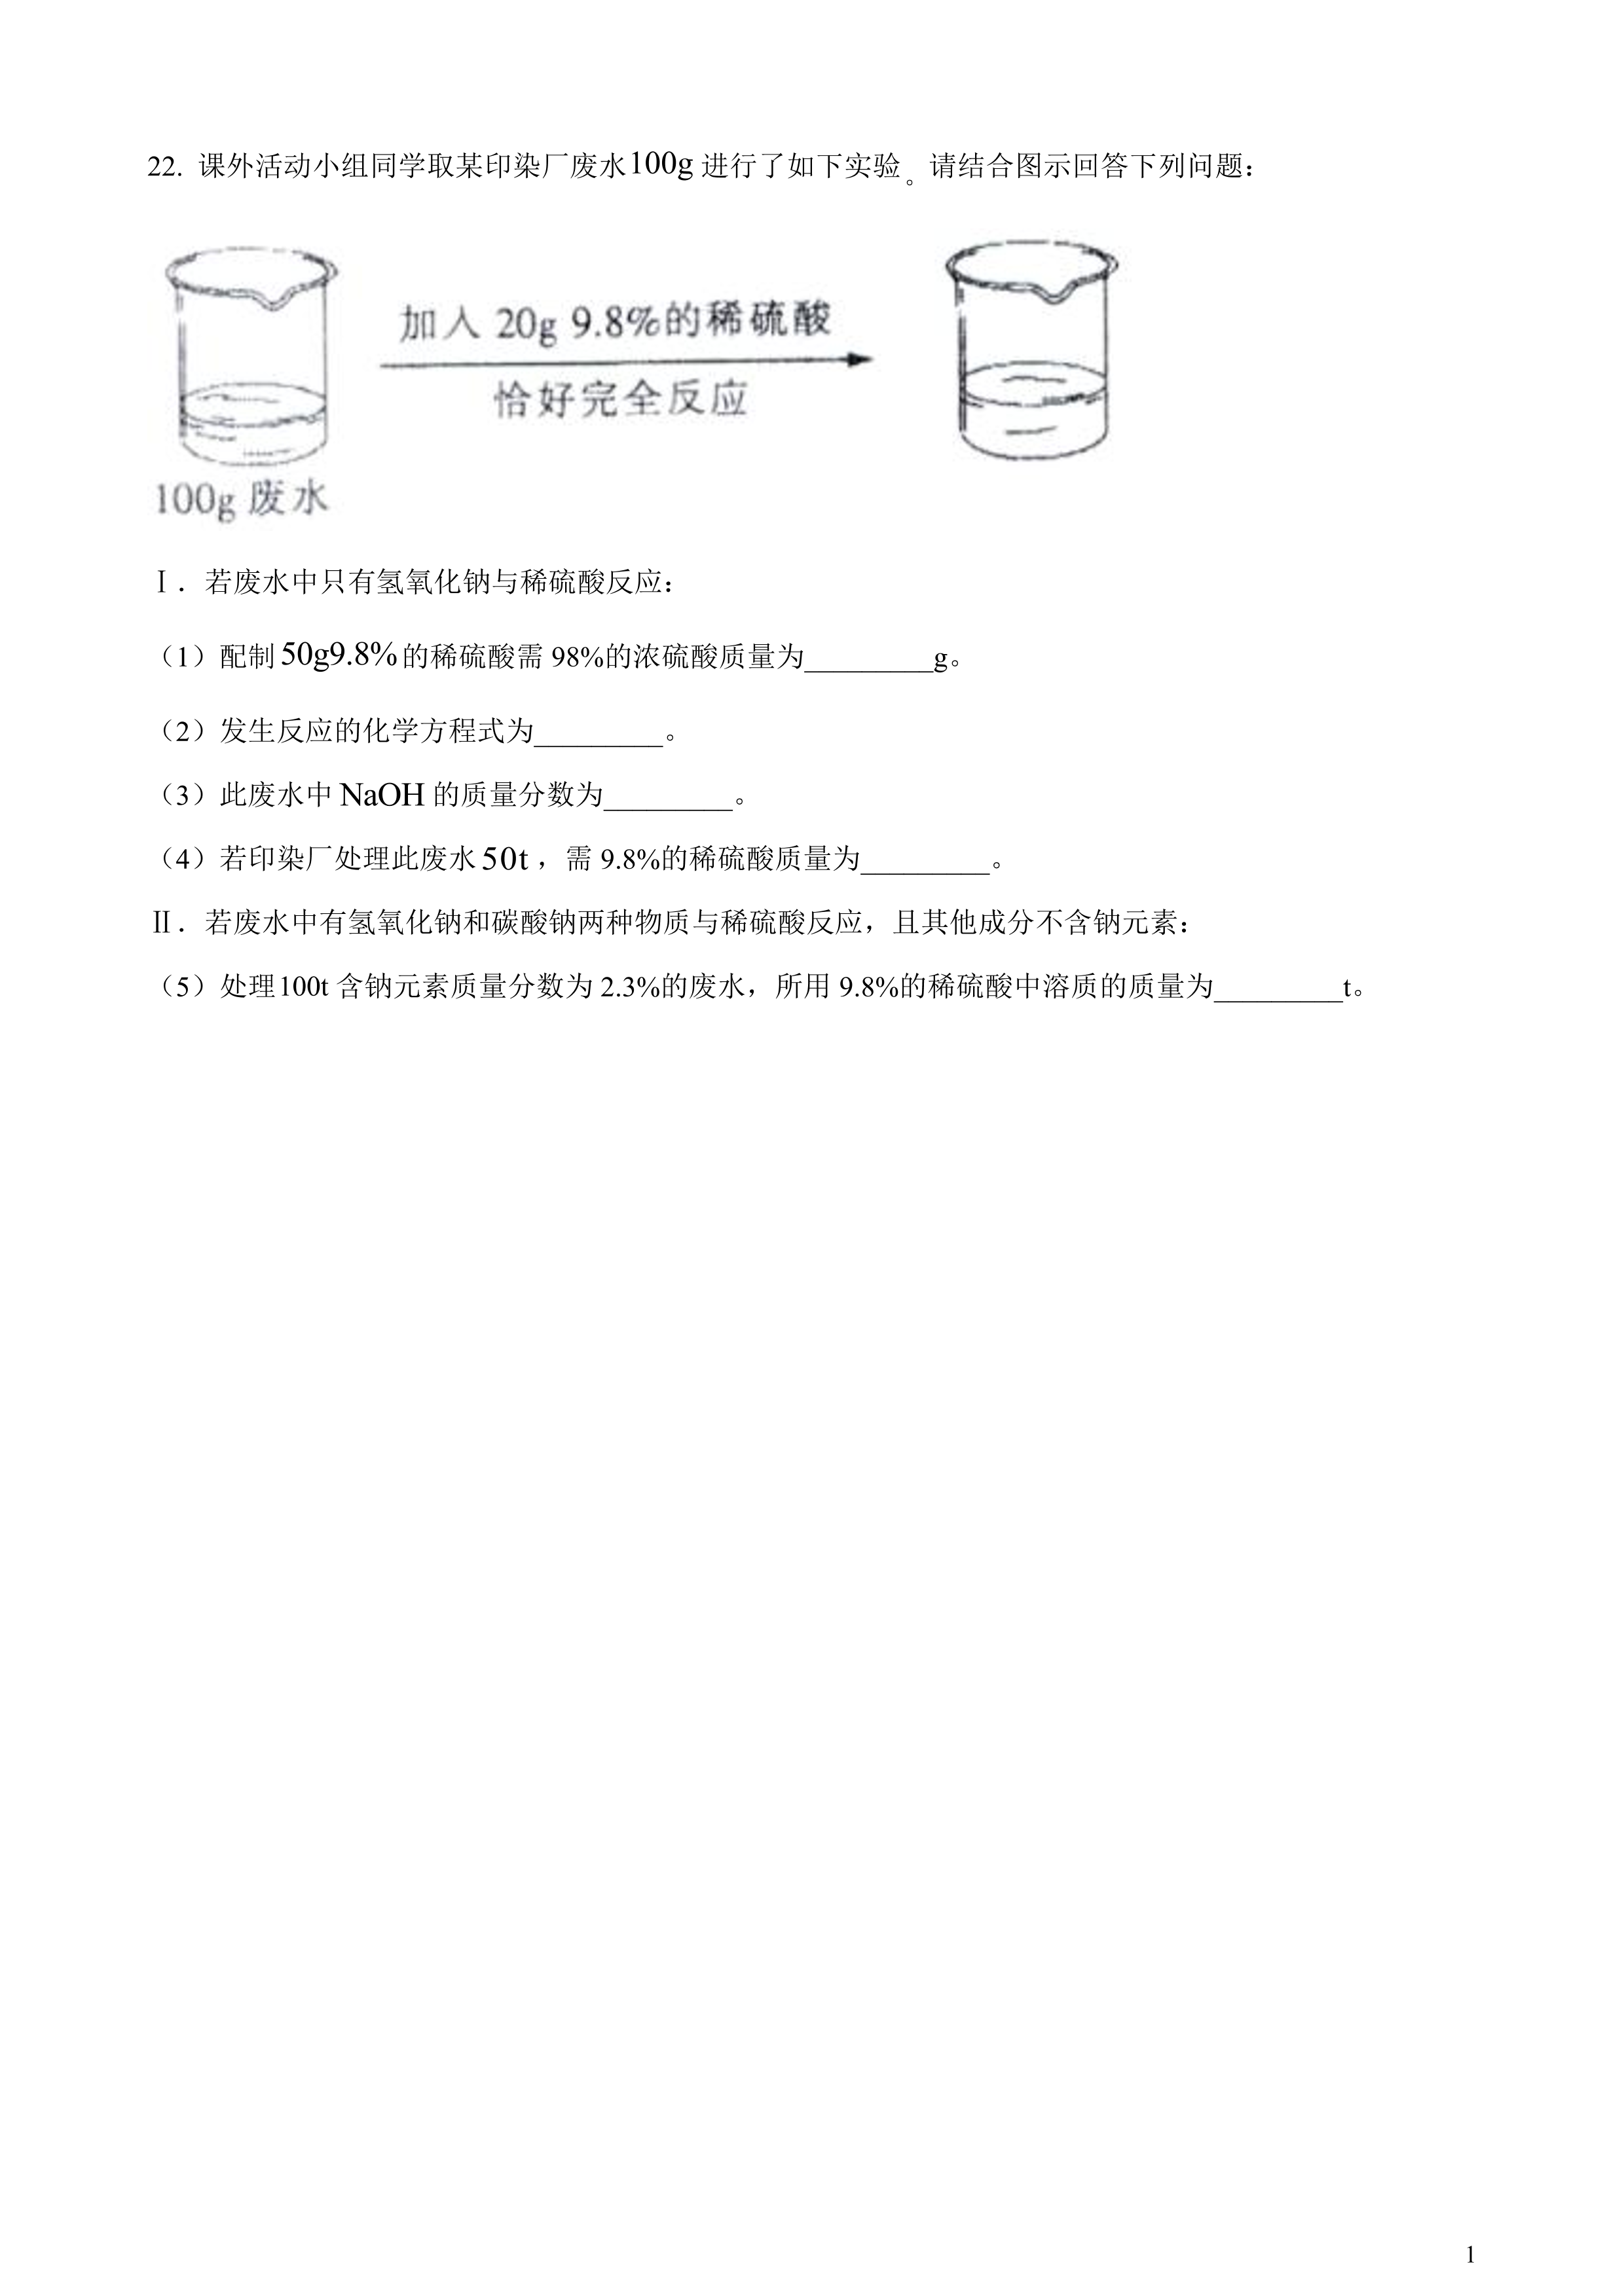 22. 课外活动小组同学取某印染厂废水100g进行了如下实验。请结合图示回答下列问题：
加入 20g 9.8%的稀硫酸
恰好完全反应
100g 废水
Ⅰ．若废水中只有氢氧化钠与稀硫酸反应：
（1）配制50g9.8%的稀硫酸需 98%的浓硫酸质量为_________g。
（2）发生反应的化学方程式为_________。
（3）此废水中 NaOH 的质量分数为_________。
（4）若印染厂处理此废水 50t，需 9.8%的稀硫酸质量为_________。
Ⅱ．若废水中有氢氧化钠和碳酸钠两种物质与稀硫酸反应，且其他成分不含钠元素：
（5）处理100t 含钠元素质量分数为 2.3%的废水，所用 9.8%的稀硫酸中溶质的质量为_________t。
1